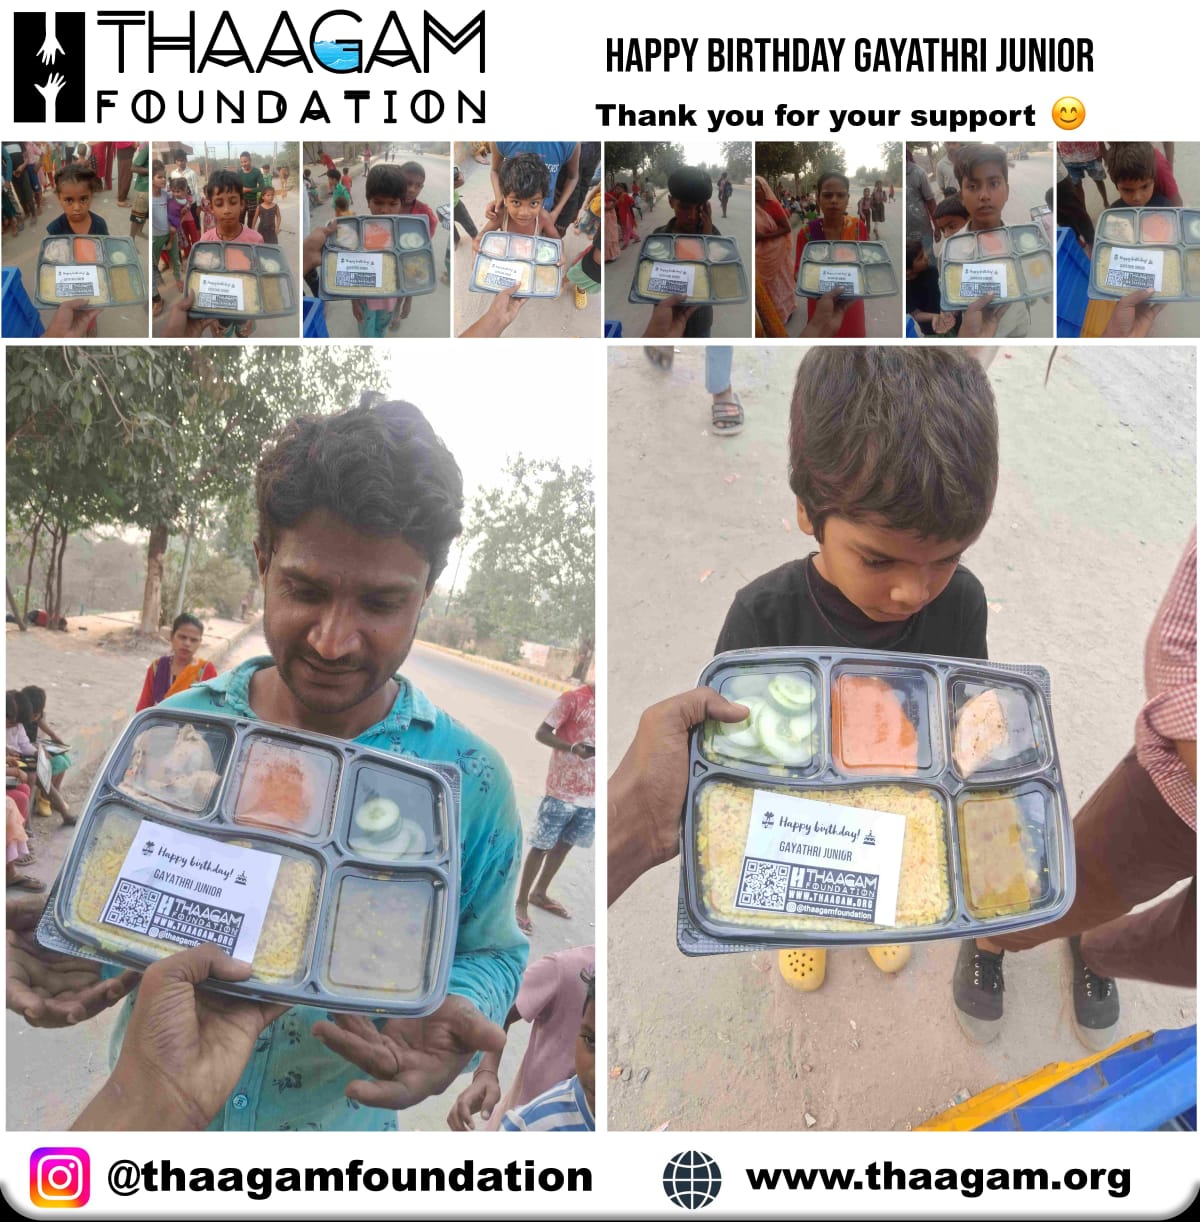 THAAGAM
FOUNDATION
HAPPY BIRTHDAY GAYATHRI JUNIOR
Thank you for your support 😊
Happy birthday!
GAYATHRI JUNIOR
THAAGAM
FOUNDATION
WWW.THAAGAM.ORG
Happy birthday!
GAYATHRI JUNIOR
THAAGAM
FOUNDATION
WWW.THAAGAM.ORG
@thaagamfoundation
@thaagamfoundation
www.thaagam.org